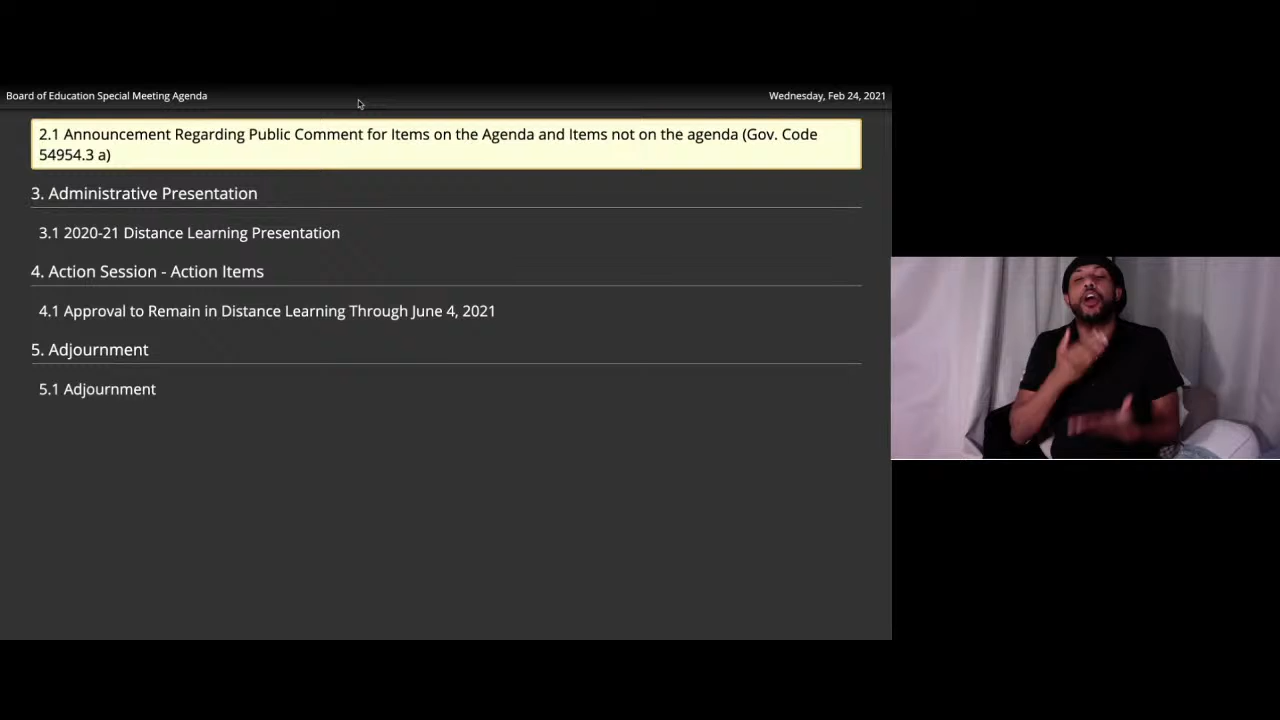 Board of Education Special Meeting Agenda
Wednesday, Feb 24, 2021
2.1 Announcement Regarding Public Comment for Items on the Agenda and Items not on the agenda (Gov. Code
54954.3 a)
3. Administrative Presentation
3.1 2020-21 Distance Learning Presentation
4. Action Session - Action Items
4.1 Approval to Remain in Distance Learning Through June 4, 2021
5. Adjournment
5.1 Adjournment